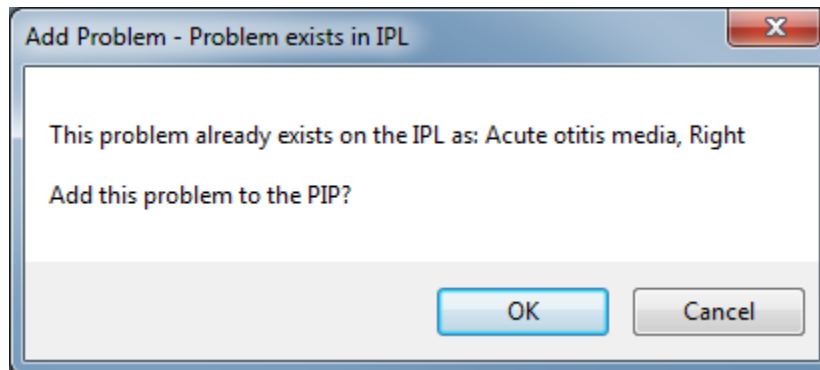 Add Problem - Problem exists in IPL
This problem already exists on the IPL as: Acute otitis media, Right
Add this problem to the PIP?
OK
Cancel